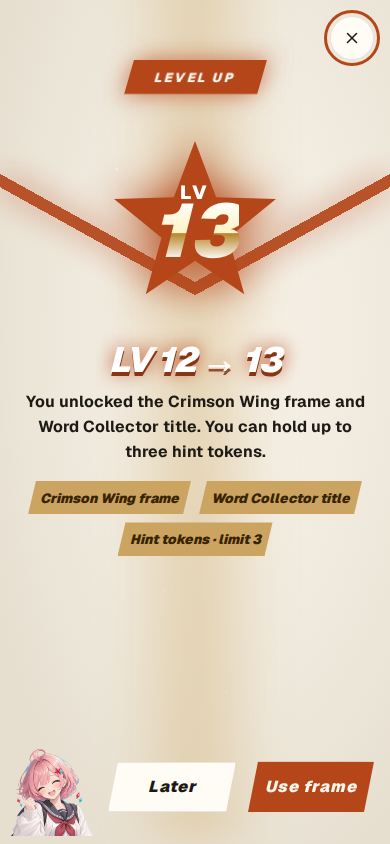 LEVEL UP
LV
13
LV 12 → 13
You unlocked the Crimson Wing frame and
Word Collector title. You can hold up to
three hint tokens.
Crimson Wing frame
Word Collector title
Hint tokens · limit 3
Later
Use frame